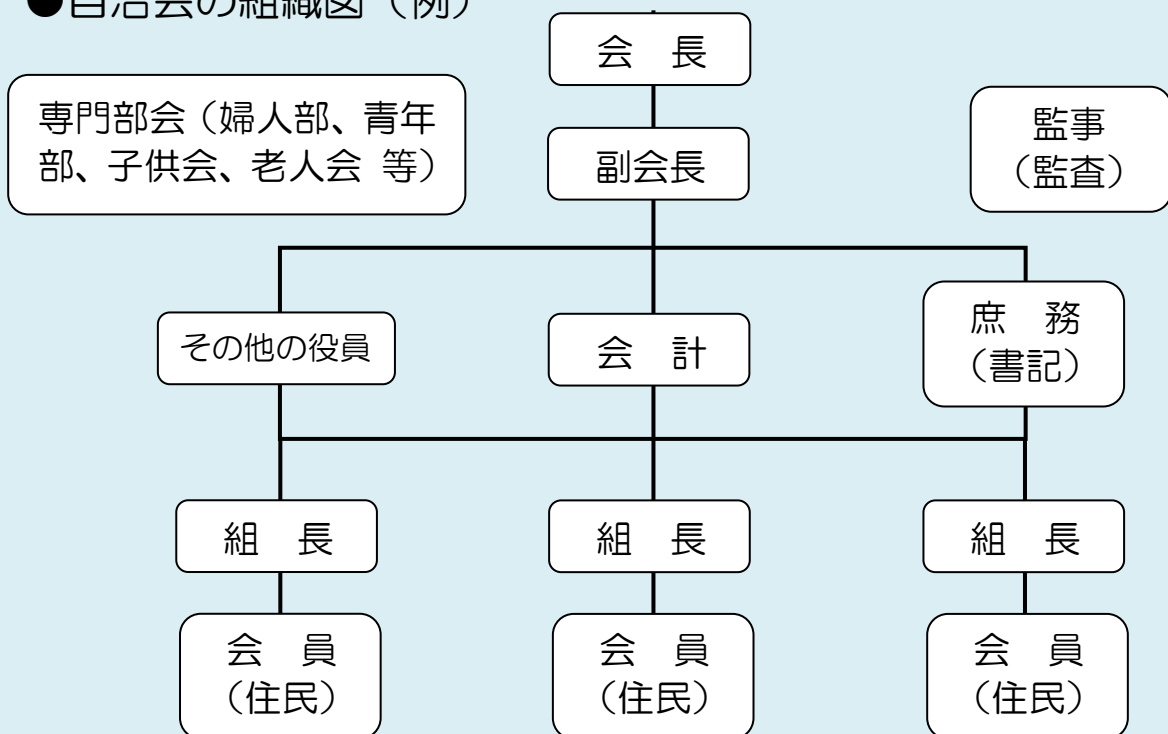 ●自治会の組織図（例）
会　長
専門部会（婦人部、青年
部、子供会、老人会 等）
副会長
監事
（監査）
その他の役員
会　計
庶　務
（書記）
組　長
組　長
組　長
会　員
（住民）
会　員
（住民）
会　員
（住民）